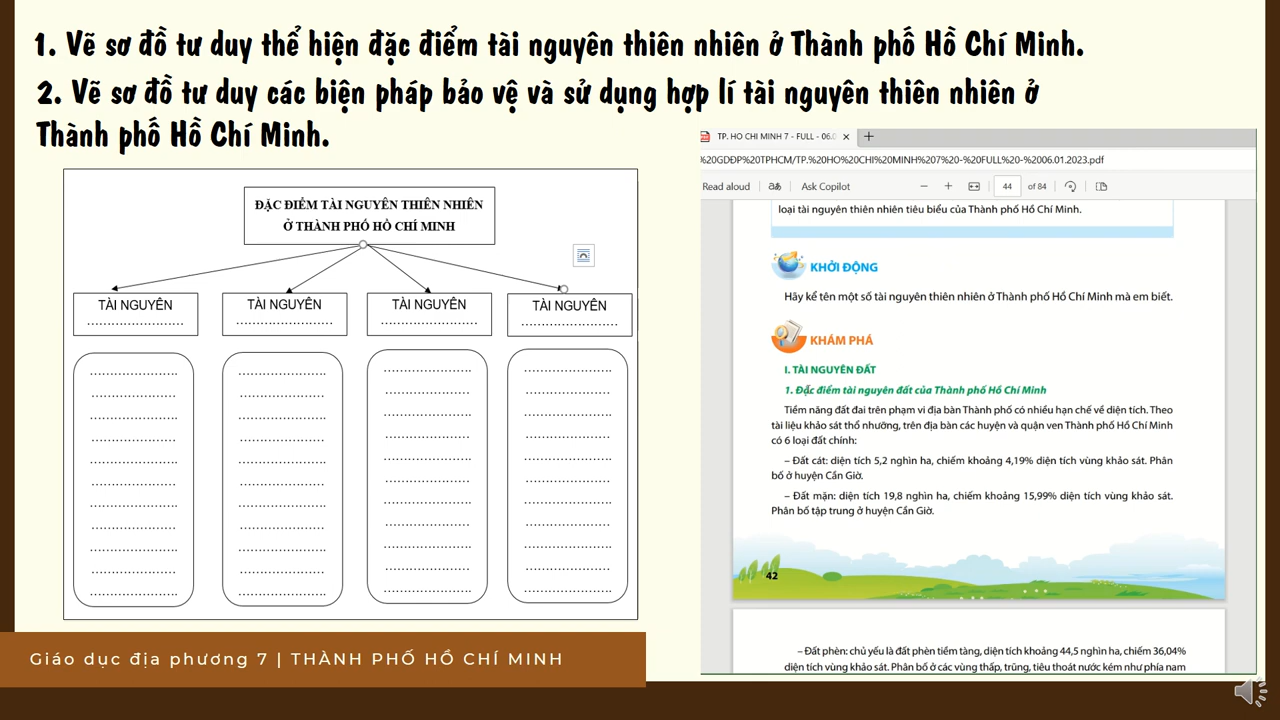 1. Vẽ sơ đồ tư duy thể hiện đặc điểm tài nguyên thiên nhiên ở Thành phố Hồ Chí Minh.
2. Vẽ sơ đồ tư duy các biện pháp bảo vệ và sử dụng hợp lí tài nguyên thiên nhiên ở
Thành phố Hồ Chí Minh.
ĐẶC ĐIỂM TÀI NGUYÊN THIÊN NHIÊN
Ở THÀNH PHỐ HỒ CHÍ MINH
TÀI NGUYÊN
TÀI NGUYÊN
TÀI NGUYÊN
TÀI NGUYÊN
TP. HO CHI MINH 7 - FULL - 06.0
%20GDĐP%20TPHCM/TP.%20HO%20CHI%20MINH%207%20-%20FULL%20-%2006.01.2023.pdf
Read aloud
aあ
Ask Copilot
44
of 84
loại tài nguyên thiên nhiên tiêu biểu của Thành phố Hồ Chí Minh.
KHỞI ĐỘNG
Hãy kể tên một số tài nguyên thiên nhiên ở Thành phố Hồ Chí Minh mà em biết.
KHÁM PHÁ
I. TÀI NGUYÊN ĐẤT
1. Đặc điểm tài nguyên đất của Thành phố Hồ Chí Minh
Tiềm năng đất đai trên phạm vi địa bàn Thành phố có nhiều hạn chế về diện tích. Theo
tài liệu khảo sát thổ nhưỡng, trên địa bàn các huyện và quận ven Thành phố Hồ Chí Minh
có 6 loại đất chính:
– Đất cát: diện tích 5,2 nghìn ha, chiếm khoảng 4,19% diện tích vùng khảo sát. Phân
bố ở huyện Cần Giờ.
– Đất mặn: diện tích 19,8 nghìn ha, chiếm khoảng 15,99% diện tích vùng khảo sát.
Phân bố tập trung ở huyện Cần Giờ.
42
– Đất phèn: chủ yếu là đất phèn tiềm tàng, diện tích khoảng 44,5 nghìn ha, chiếm 36,04%
diện tích vùng khảo sát. Phân bố ở các vùng thấp, trũng, tiêu thoát nước kém như phía nam
Giáo dục địa phương 7 | THÀNH PHỐ HỒ CHÍ MINH